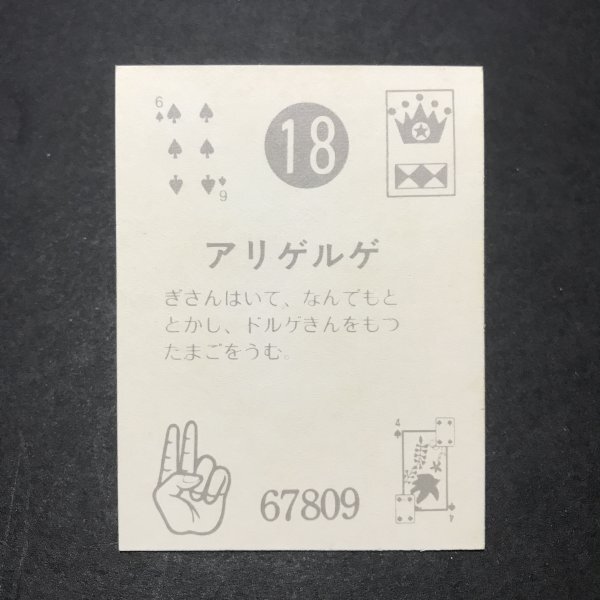 6
18
9
アリゲルゲ
ぎさんはいて、なんでもと
とかし、ドルゲきんをもつ
たまごをうむ。
4
67809
4